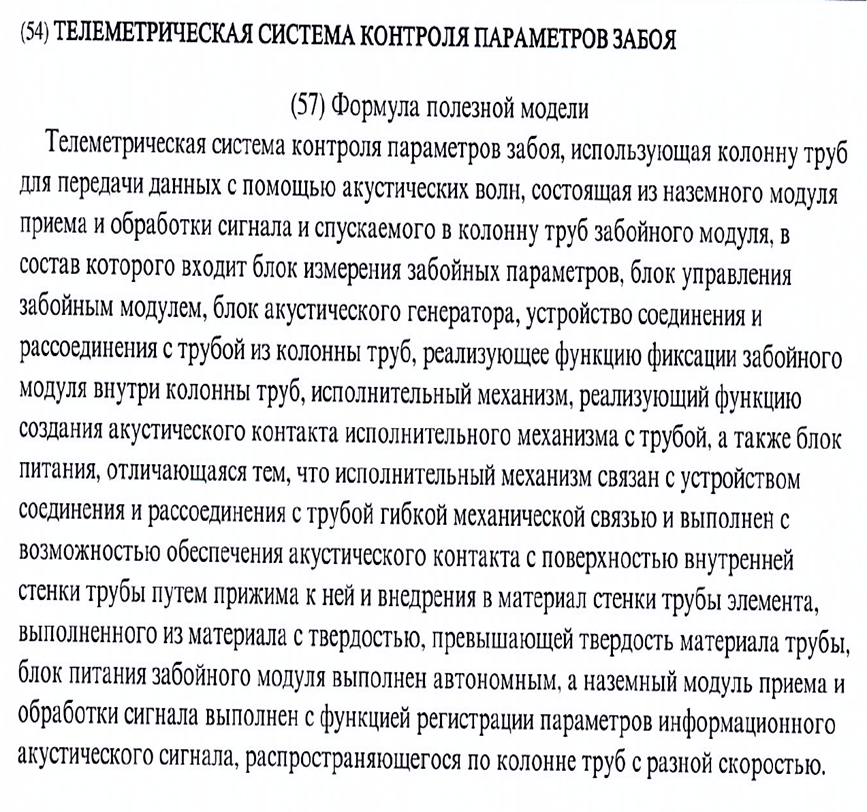 (54) ТЕЛЕМЕТРИЧЕСКАЯ СИСТЕМА КОНТРОЛЯ ПАРАМЕТРОВ ЗАБОЯ
(57) Формула полезной модели
Телеметрическая система контроля параметров забоя, использующая колонну труб
для передачи данных с помощью акустических волн, состоящая из наземного модуля
приема и обработки сигнала и спускаемого в колонну труб забойного модуля, в
состав которого входит блок измерения забойных параметров, блок управления
забойным модулем, блок акустического генератора, устройство соединения и
рассоединения с трубой из колонны труб, реализующее функцию фиксации забойного
модуля внутри колонны труб, исполнительный механизм, реализующий функцию
создания акустического контакта исполнительного механизма с трубой, а также блок
питания, отличающаяся тем, что исполнительный механизм связан с устройством
соединения и рассоединения с трубой гибкой механической связью и выполнен с
возможностью обеспечения акустического контакта с поверхностью внутренней
стенки трубы путем прижима к ней и внедрения в материал стенки трубы элемента,
выполненного из материала с твердостью, превышающей твердость материала трубы,
блок питания забойного модуля выполнен автономным, а наземный модуль приема и
обработки сигнала выполнен с функцией регистрации параметров информационного
акустического сигнала, распространяющегося по колонне труб с разной скоростью.